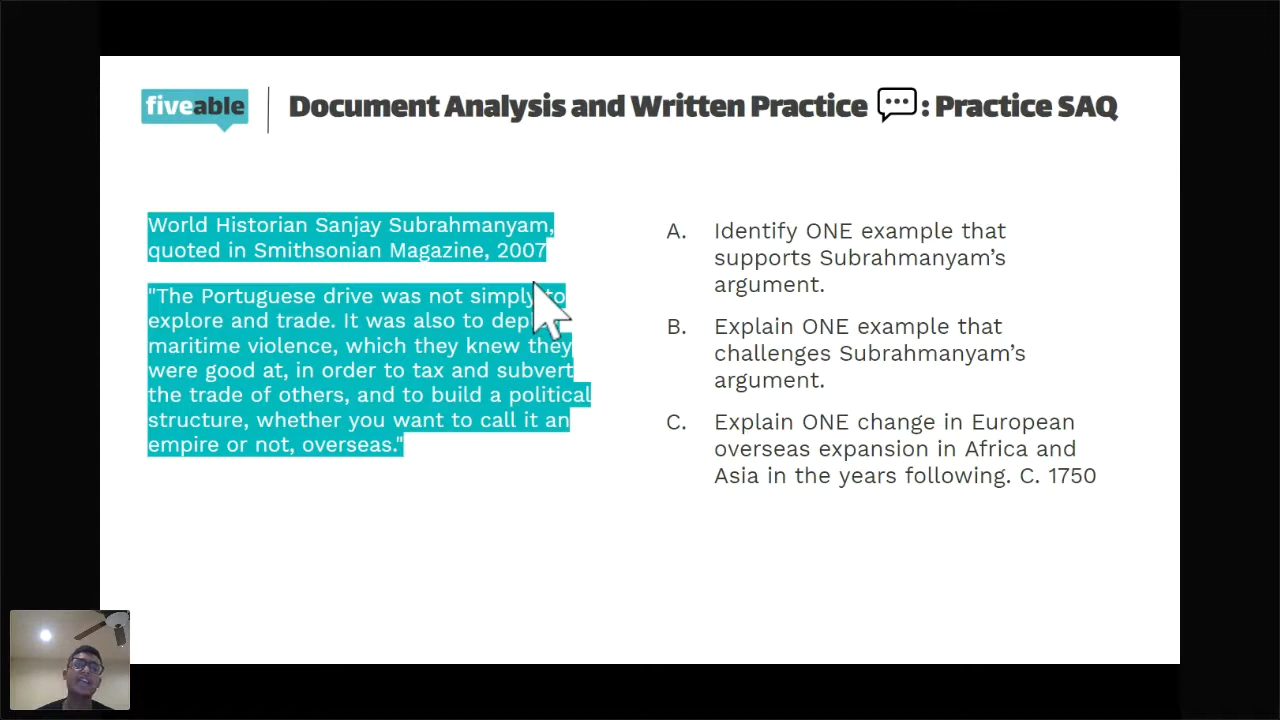 fiveable
Document Analysis and Written Practice : Practice SAQ
World Historian Sanjay Subrahmanyam,
quoted in Smithsonian Magazine, 2007
"The Portuguese drive was not simply to
explore and trade. It was also to
maritime violence, which they knew they
were good at, in order to tax and subvert
the trade of others, and to build a political
structure, whether you want to call it an
empire or not, overseas."
A. Identify ONE example that
supports Subrahmanyam's
argument.
B. Explain ONE example that
challenges Subrahmanyam's
argument.
C. Explain ONE change in European
overseas expansion in Africa and
Asia in the years following. C. 1750